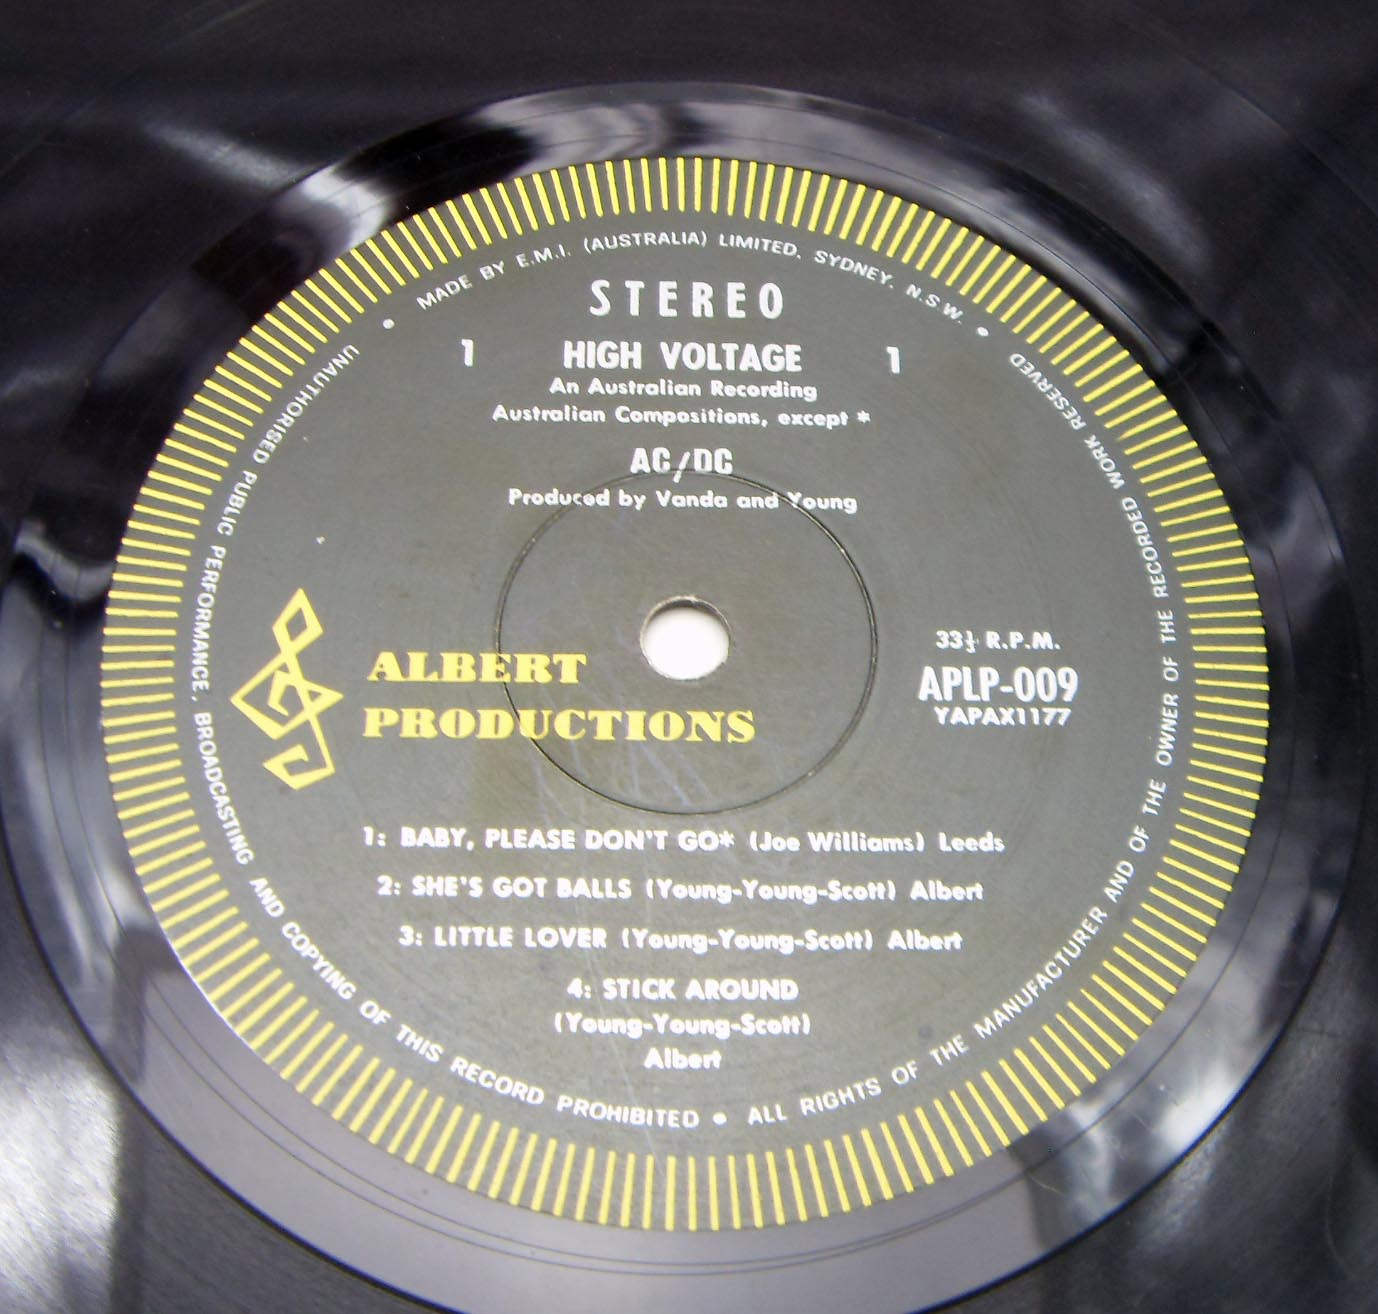 MADE BY E.M.I. (AUSTRALIA) LIMITED, SYDNEY, N.S.W.
STEREO
1 HIGH VOLTAGE 1
An Australian Recording
Australian Compositions, except *
AC/DC
Produced by Vanda and Young
33⅓ R.P.M.
ALBERT
PRODUCTIONS
APLP-009
YAPAX1177
1: BABY, PLEASE DON'T GO* (Joe Williams) Leeds
2: SHE'S GOT BALLS (Young-Young-Scott) Albert
3: LITTLE LOVER (Young-Young-Scott) Albert
4: STICK AROUND
(Young-Young-Scott)
Albert
UNAUTHORISED PUBLIC PERFORMANCE, BROADCASTING AND COPYING OF THIS RECORD PROHIBITED • ALL RIGHTS OF THE MANUFACTURER AND OF THE OWNER OF THE RECORDED WORK RESERVED